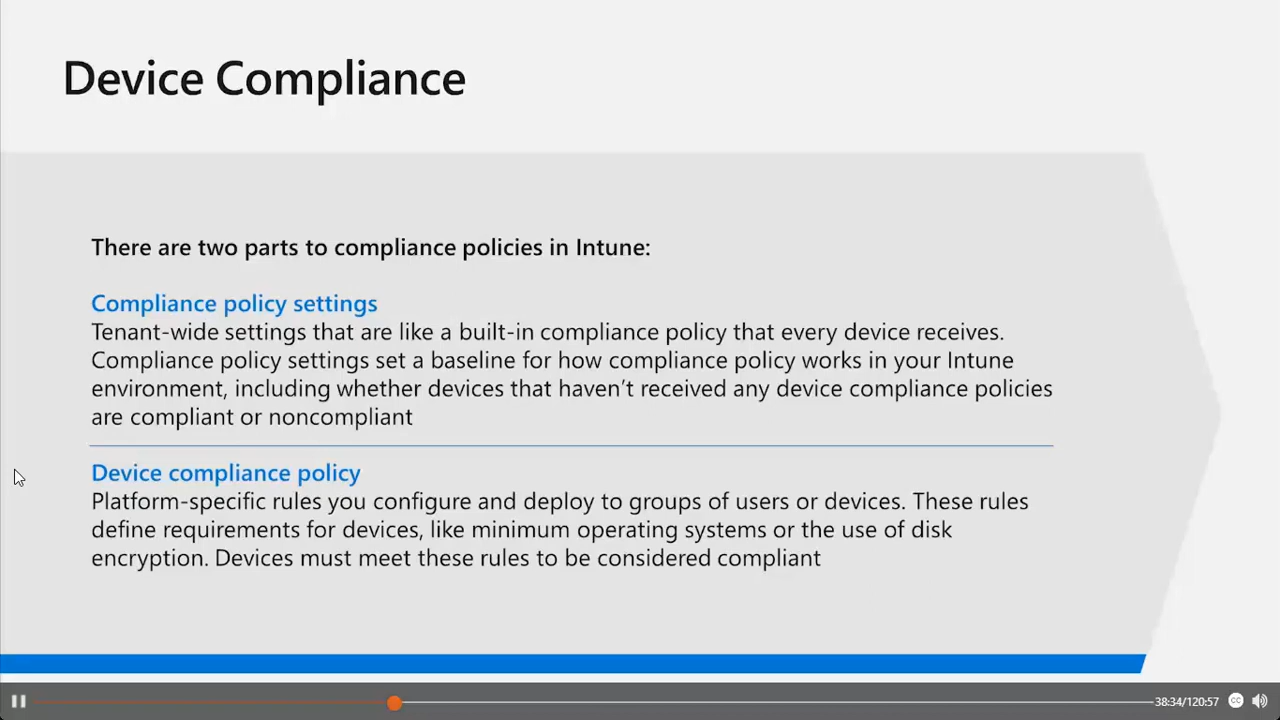 Device Compliance
There are two parts to compliance policies in Intune:
Compliance policy settings
Tenant-wide settings that are like a built-in compliance policy that every device receives.
Compliance policy settings set a baseline for how compliance policy works in your Intune
environment, including whether devices that haven’t received any device compliance policies
are compliant or noncompliant
Device compliance policy
Platform-specific rules you configure and deploy to groups of users or devices. These rules
define requirements for devices, like minimum operating systems or the use of disk
encryption. Devices must meet these rules to be considered compliant
38:34/120:57
CC